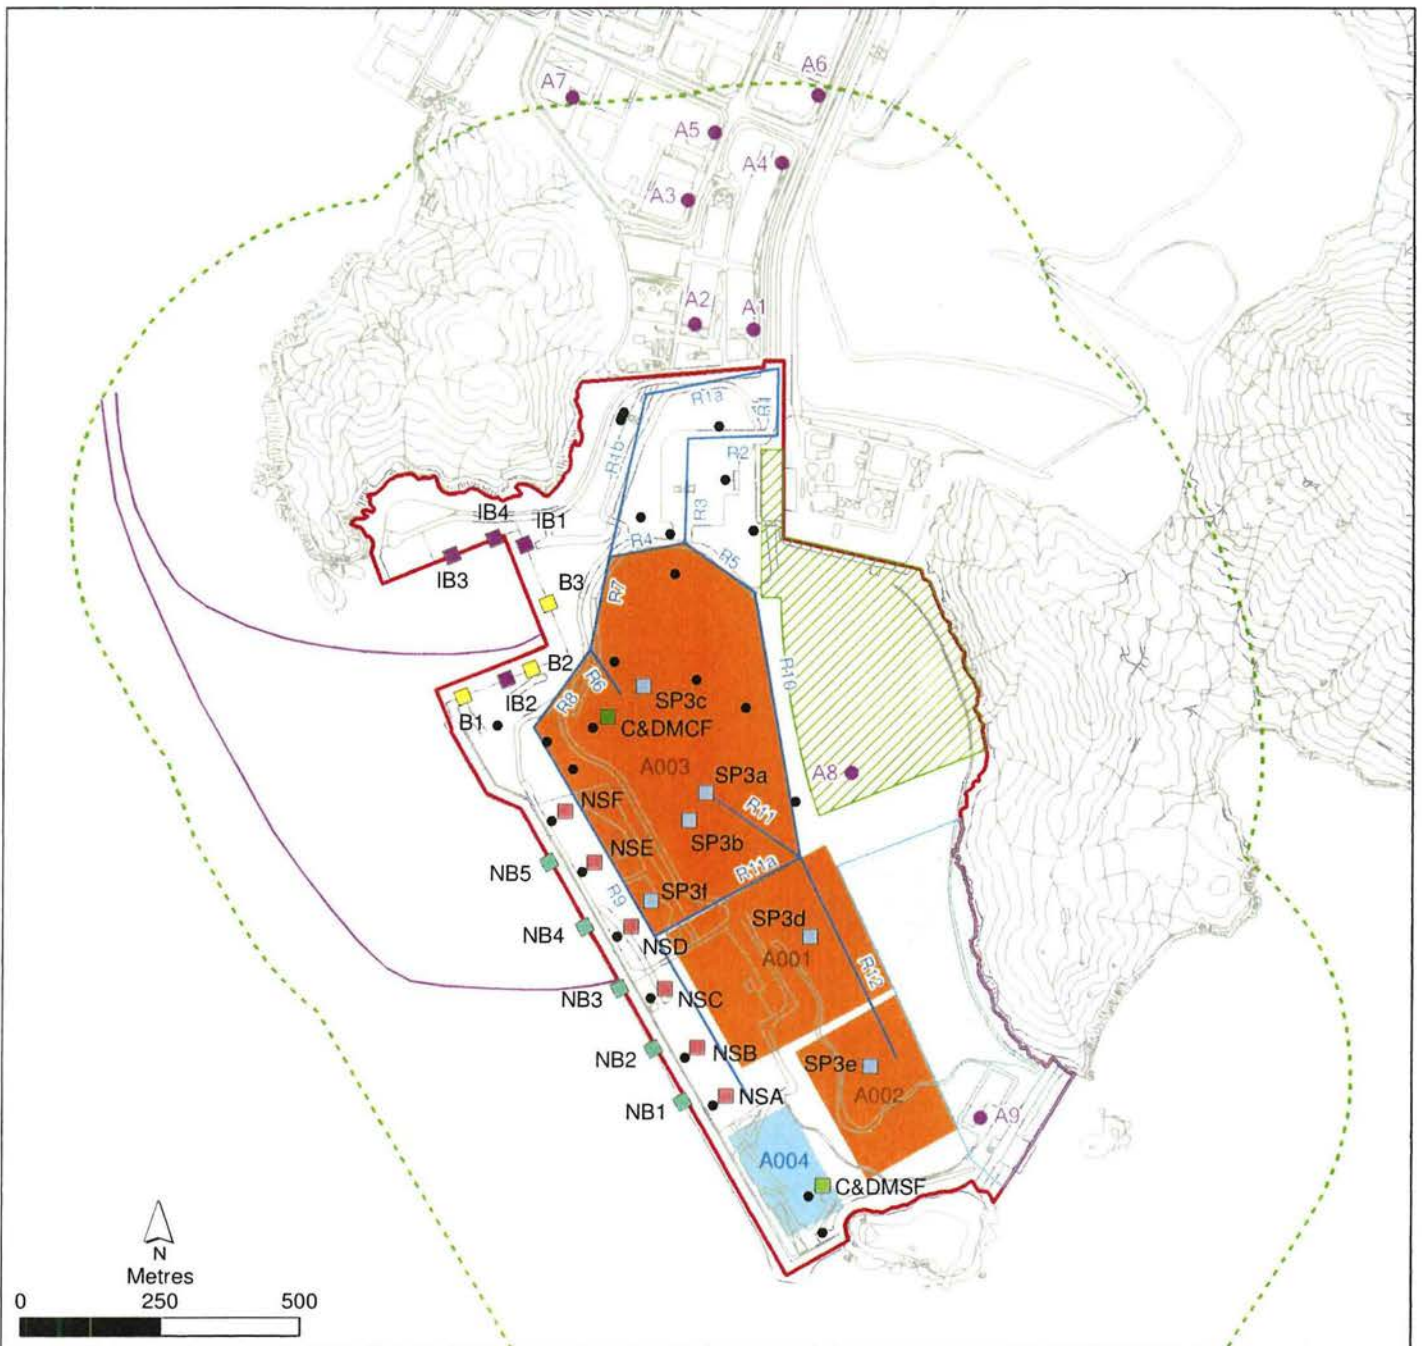 A6
A7
A5
A4
A3
A2
A1
R1a
R1
R1b
R2
IB4
IB1
R3
R4
IB3
R5
B3
R7
B2
R6
R10
IB2
SP3c
R8
B1
C&DMCF
A003
A8
SP3a
NSF
R11
SP3b
NSE
NB5
R11a
R9
SP3f
SP3d
NB4
NSD
A001
R12
NB3
NSC
NB2
NSB
SP3e
NSA
A002
NB1
A9
A004
C&DMSF
N
Metres
0 250 500